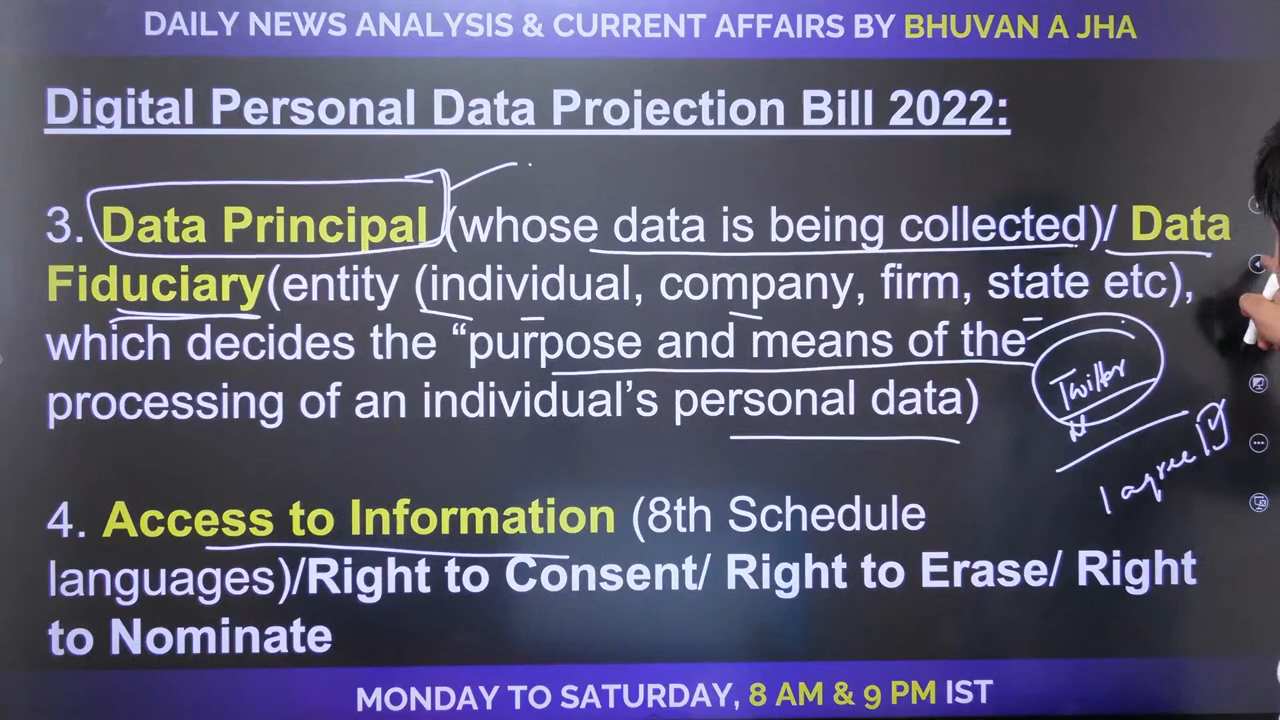 DAILY NEWS ANALYSIS & CURRENT AFFAIRS BY BHUVAN A JHA
Digital Personal Data Projection Bill 2022:
3. Data Principal (whose data is being collected)/ Data
Fiduciary(entity (individual, company, firm, state etc),
which decides the “purpose and means of the
processing of an individual’s personal data)
Twitter
I agree
4. Access to Information (8th Schedule
languages)/Right to Consent/ Right to Erase/ Right
to Nominate
MONDAY TO SATURDAY, 8 AM & 9 PM IST